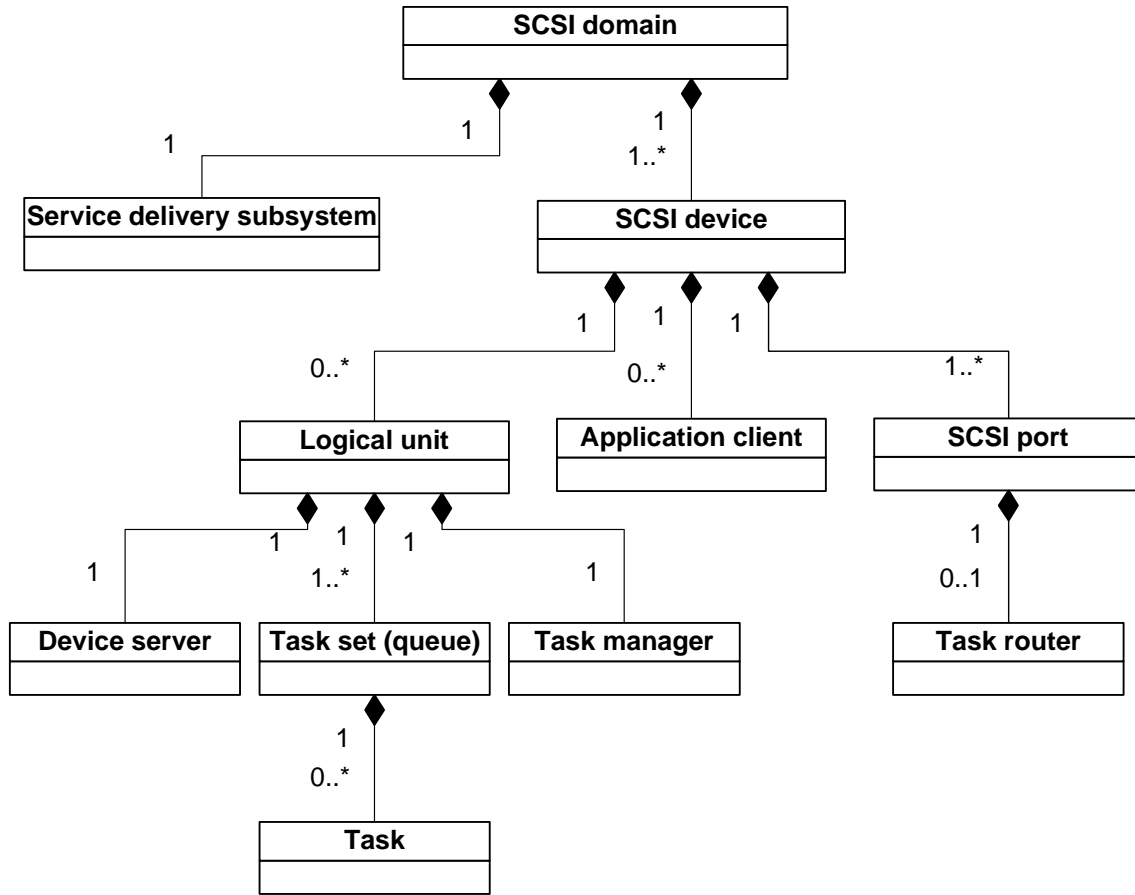 SCSI domain
1
1
1
1..*
Service delivery subsystem
SCSI device
1
1
1
0..*
0..*
1..*
Logical unit
Application client
SCSI port
1
1
1
1
1
1..*
1
1
0..1
Device server
Task set (queue)
Task manager
Task router
1
0..*
Task